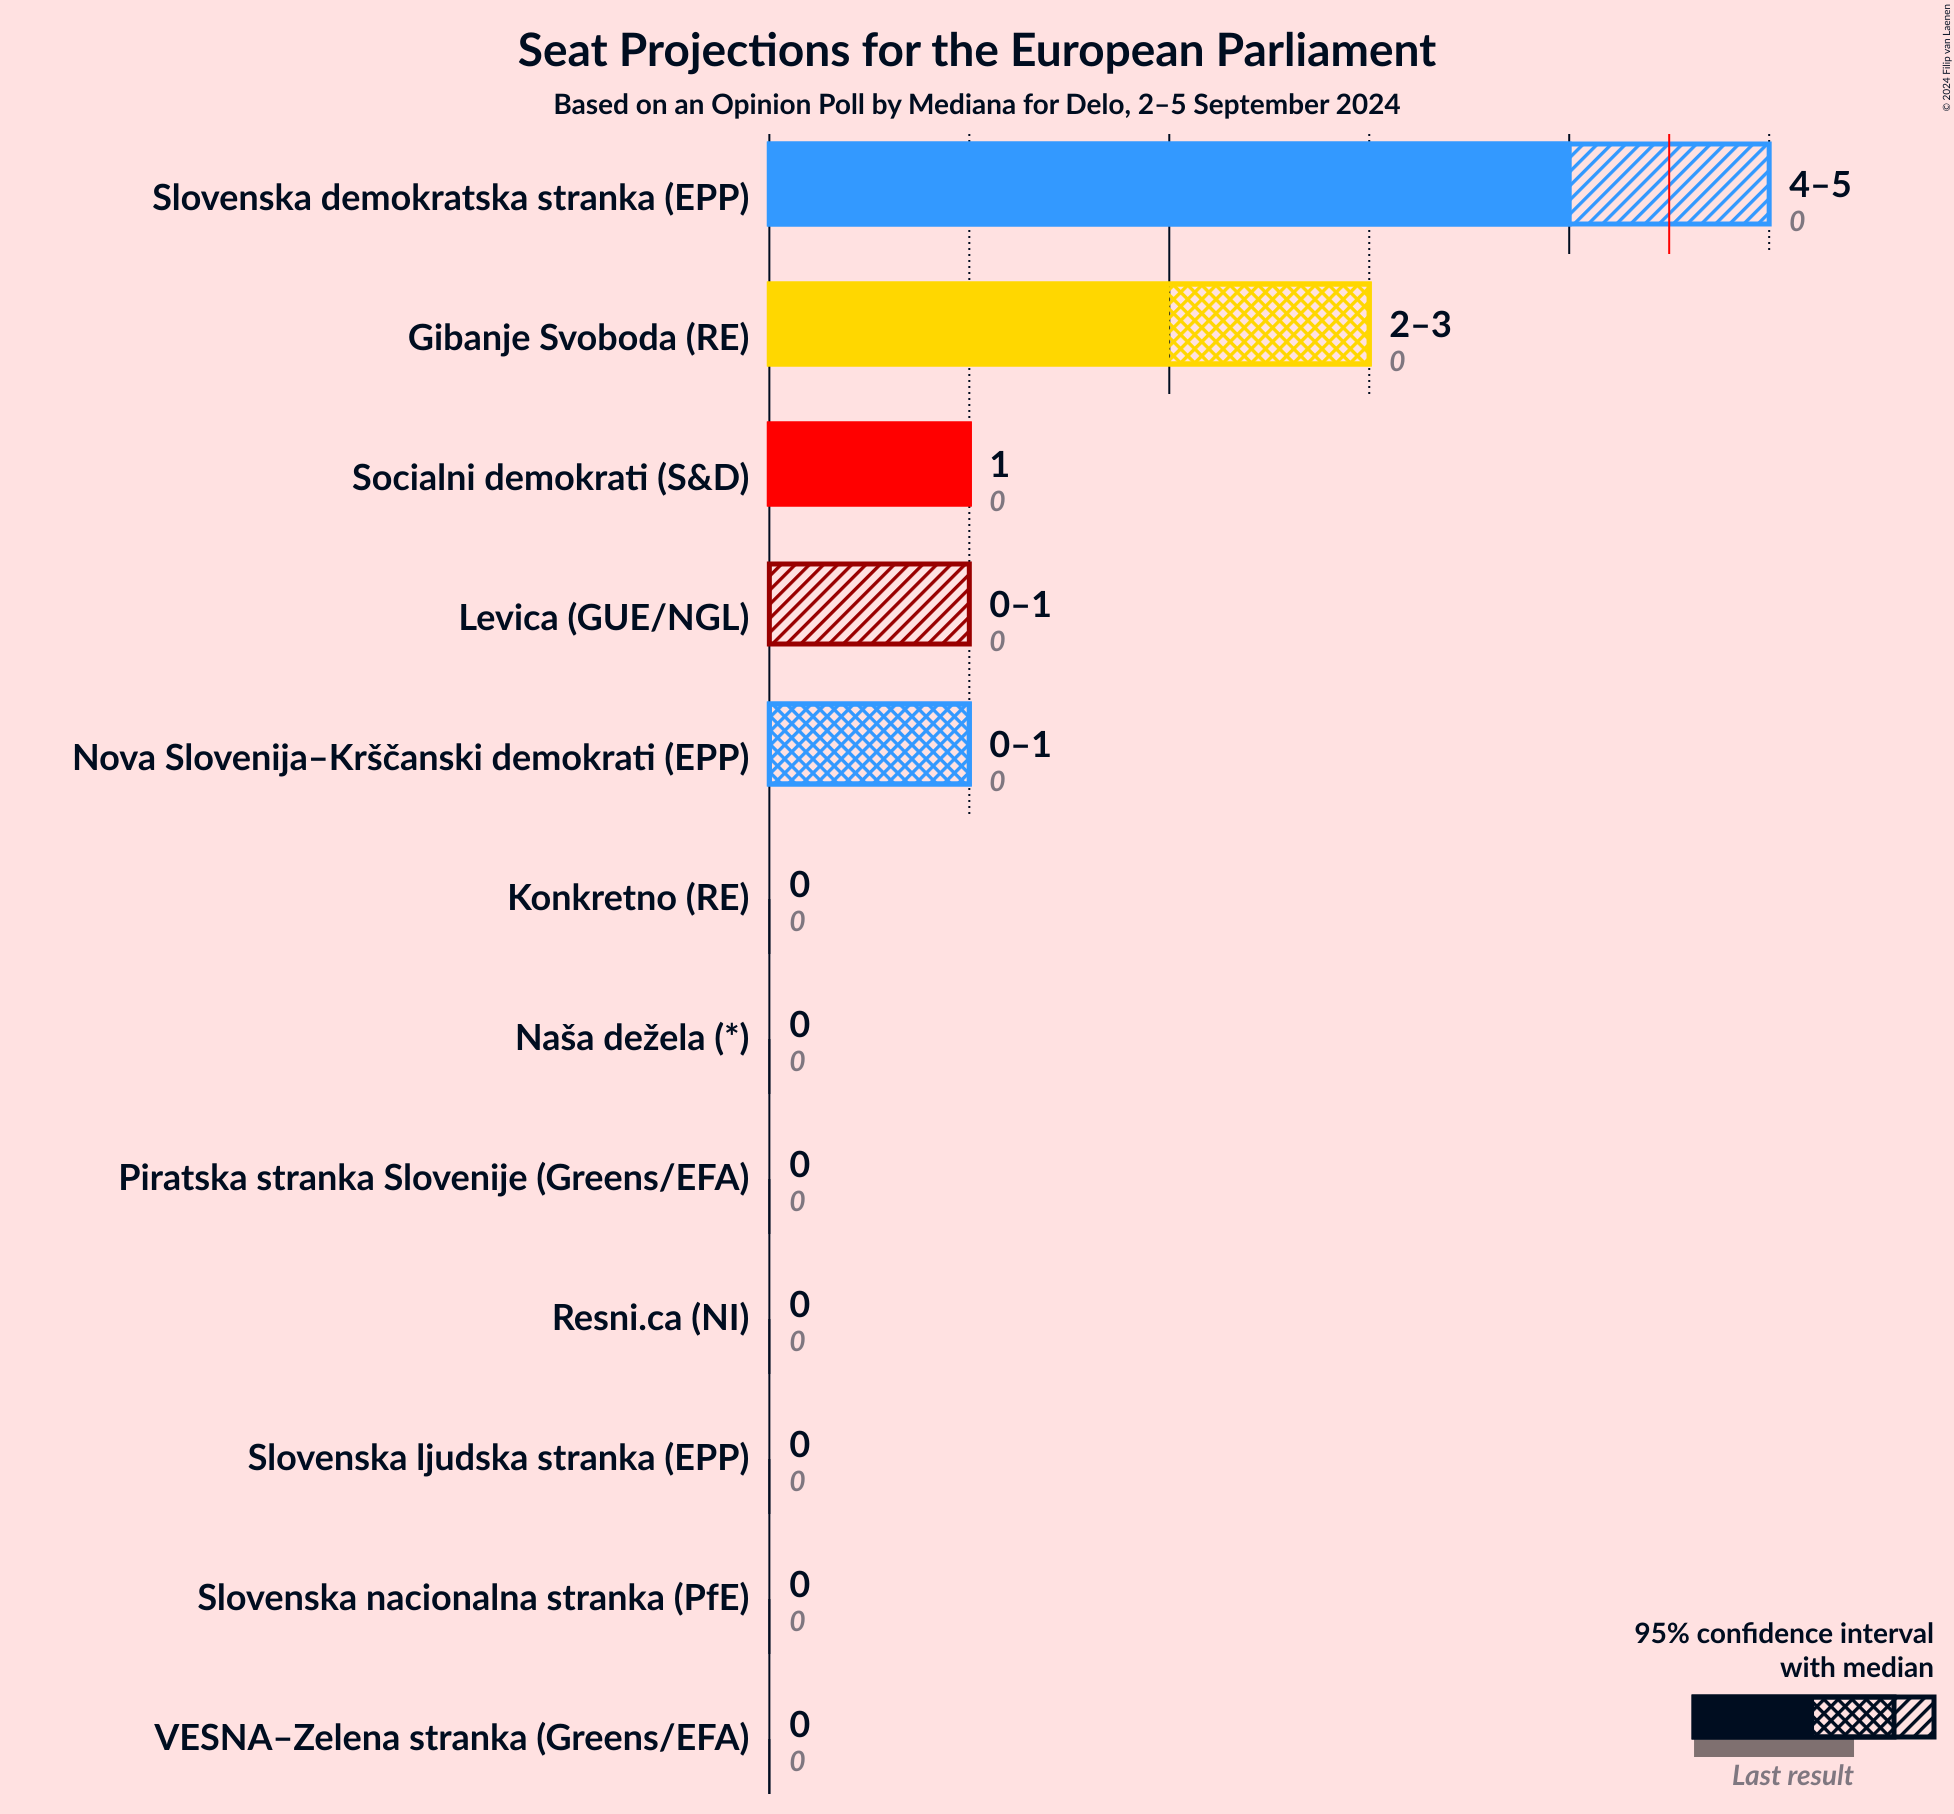 Seat Projections for the European Parliament
Based on an Opinion Poll by Mediana for Delo, 2–5 September 2024
© 2024 Filip van Laenen
Slovenska demokratska stranka (EPP)
4–5
0
Gibanje Svoboda (RE)
2–3
0
Socialni demokrati (S&D)
1
0
Levica (GUE/NGL)
0–1
0
Nova Slovenija–Krščanski demokrati (EPP)
0–1
0
Konkretno (RE)
0
0
Naša dežela (*)
0
0
Piratska stranka Slovenije (Greens/EFA)
0
0
Resni.ca (NI)
0
0
Slovenska ljudska stranka (EPP)
0
0
Slovenska nacionalna stranka (PfE)
0
0
VESNA–Zelena stranka (Greens/EFA)
0
0
95% confidence interval
with median
Last result